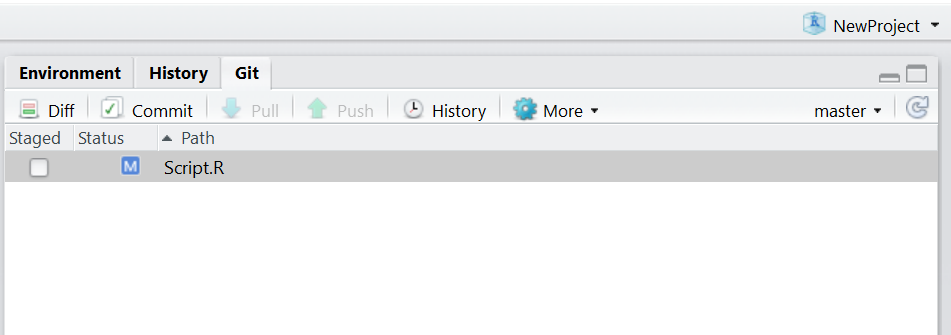 NewProject
Environment History Git
Diff Commit Pull Push History More master
Staged Status Path
M Script.R